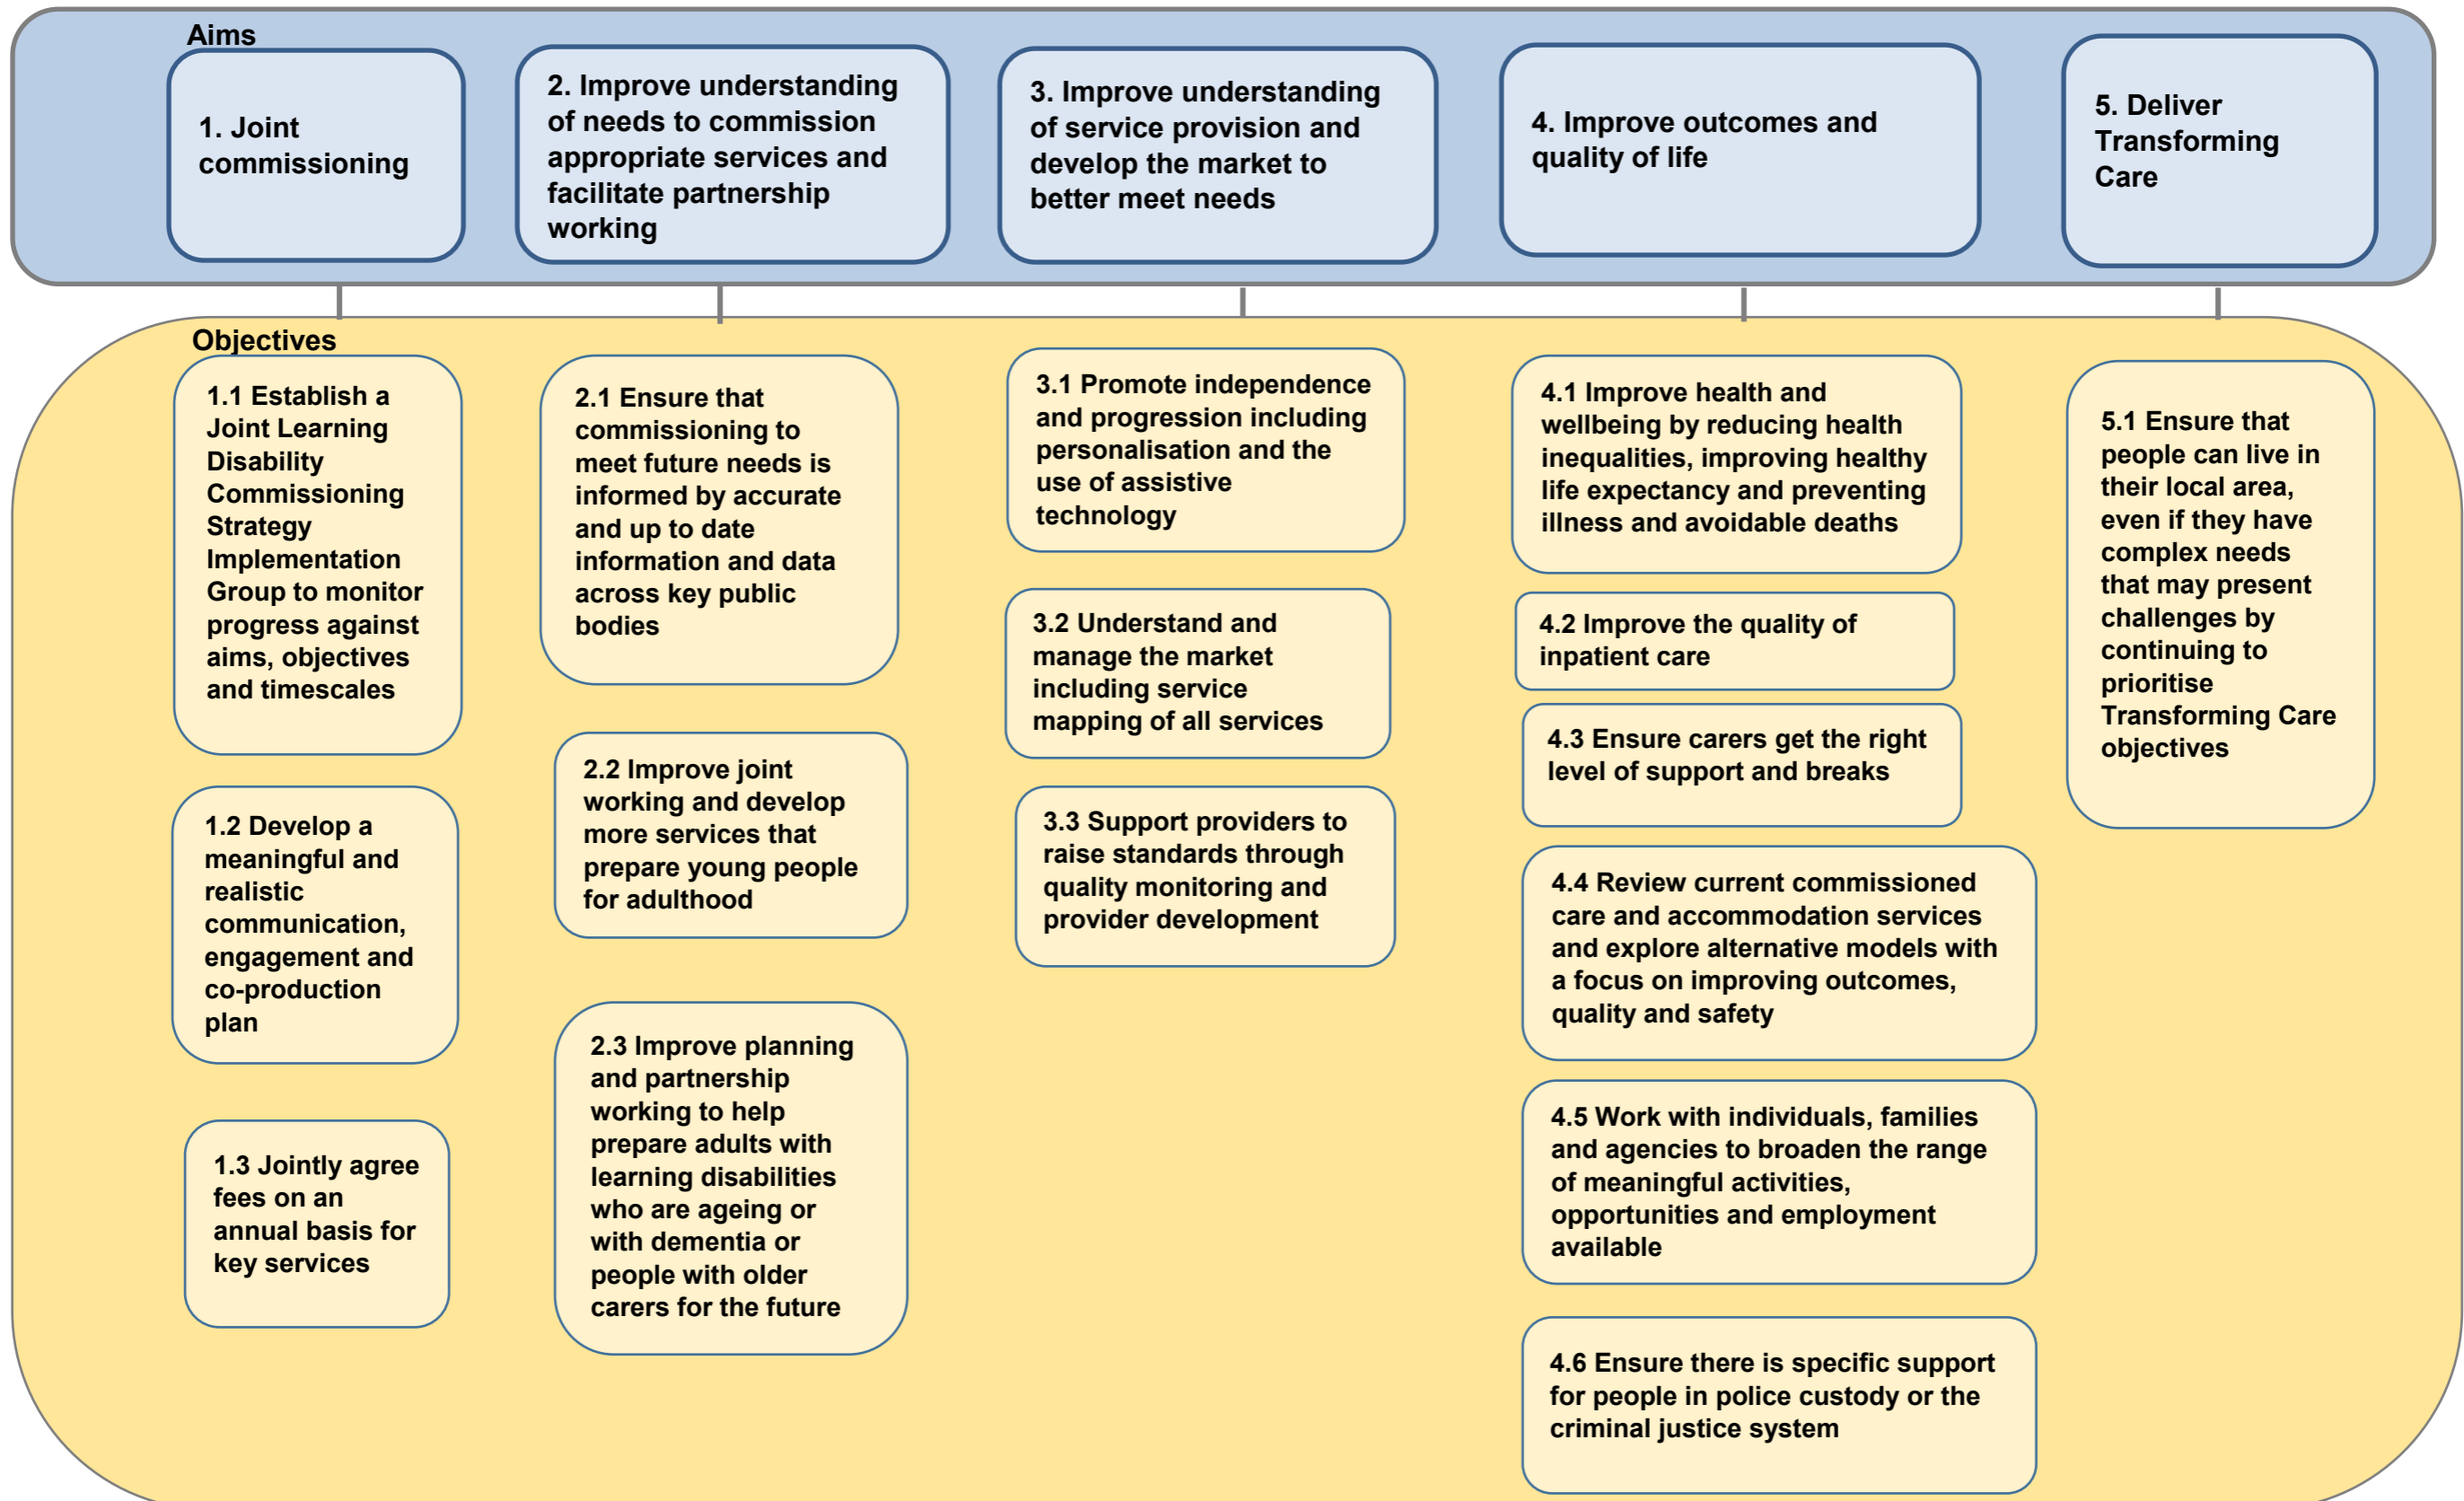 Aims
1. Joint
commissioning
2. Improve understanding
of needs to commission
appropriate services and
facilitate partnership
working
3. Improve understanding
of service provision and
develop the market to
better meet needs
4. Improve outcomes and
quality of life
5. Deliver
Transforming
Care
Objectives
1.1 Establish a
Joint Learning
Disability
Commissioning
Strategy
Implementation
Group to monitor
progress against
aims, objectives
and timescales
1.2 Develop a
meaningful and
realistic
communication,
engagement and
co-production
plan
1.3 Jointly agree
fees on an
annual basis for
key services
2.1 Ensure that
commissioning to
meet future needs is
informed by accurate
and up to date
information and data
across key public
bodies
2.2 Improve joint
working and develop
more services that
prepare young people
for adulthood
2.3 Improve planning
and partnership
working to help
prepare adults with
learning disabilities
who are ageing or
with dementia or
people with older
carers for the future
3.1 Promote independence
and progression including
personalisation and the
use of assistive
technology
3.2 Understand and
manage the market
including service
mapping of all services
3.3 Support providers to
raise standards through
quality monitoring and
provider development
4.1 Improve health and
wellbeing by reducing health
inequalities, improving healthy
life expectancy and preventing
illness and avoidable deaths
4.2 Improve the quality of
inpatient care
4.3 Ensure carers get the right
level of support and breaks
4.4 Review current commissioned
care and accommodation services
and explore alternative models with
a focus on improving outcomes,
quality and safety
4.5 Work with individuals, families
and agencies to broaden the range
of meaningful activities,
opportunities and employment
available
4.6 Ensure there is specific support
for people in police custody or the
criminal justice system
5.1 Ensure that
people can live in
their local area,
even if they have
complex needs
that may present
challenges by
continuing to
prioritise
Transforming Care
objectives